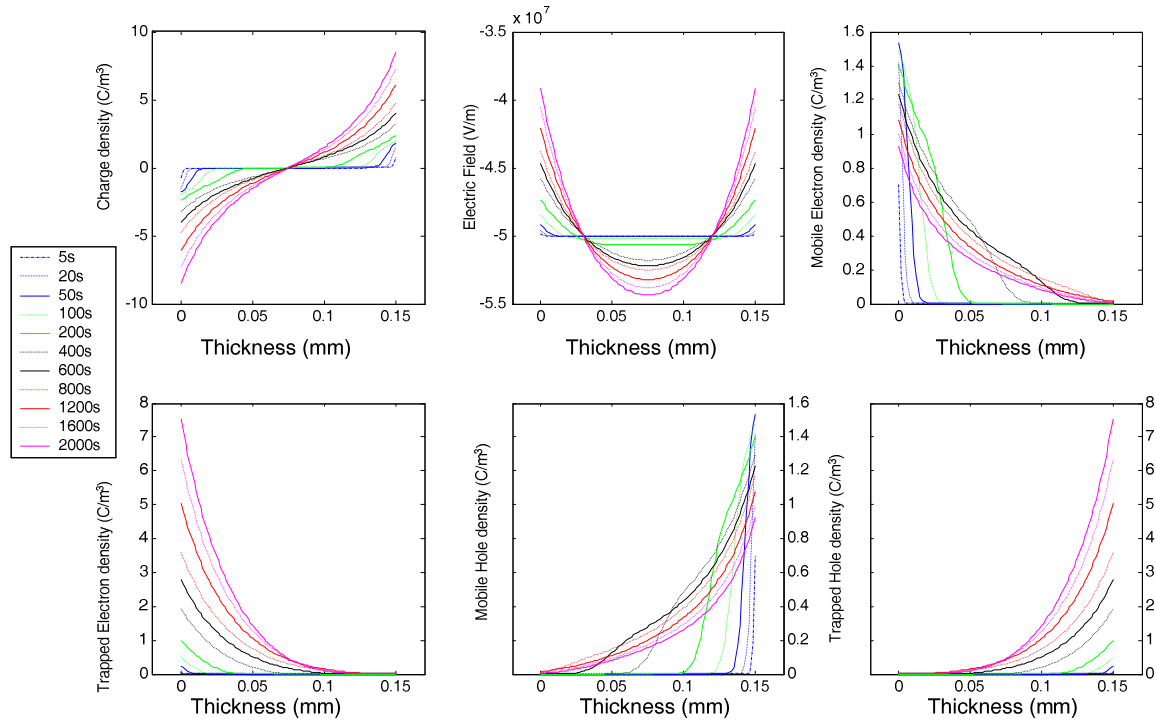 x 10⁷
10
5
0
-5
-10
Charge density (C/m³)
0
0.05
0.1
0.15
Thickness (mm)
-3.5
-4
-4.5
-5
-5.5
Electric Field (V/m)
0
0.05
0.1
0.15
Thickness (mm)
1.6
1.4
1.2
1
0.8
0.6
0.4
0.2
0
Mobile Electron density (C/m³)
0
0.05
0.1
0.15
Thickness (mm)
5s
20s
50s
100s
200s
400s
600s
800s
1200s
1600s
2000s
8
7
6
5
4
3
2
1
0
Trapped Electron density (C/m³)
0
0.05
0.1
0.15
Thickness (mm)
Mobile Hole density (C/m³)
1.6
1.4
1.2
1
0.8
0.6
0.4
0.2
0
0
0.05
0.1
0.15
Thickness (mm)
Trapped Hole density (C/m³)
8
7
6
5
4
3
2
1
0
0
0.05
0.1
0.15
Thickness (mm)